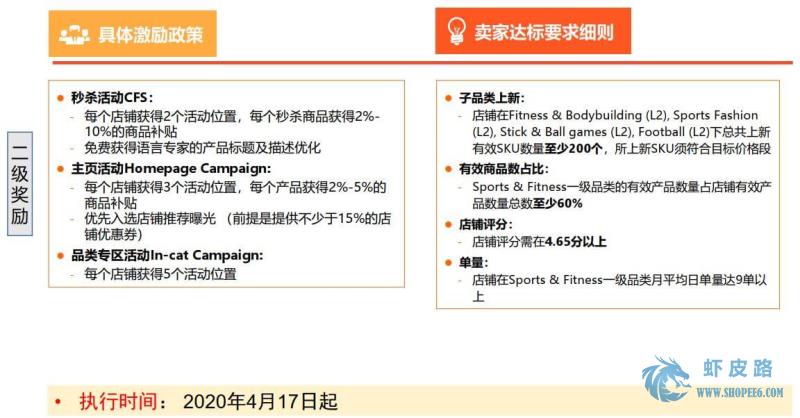 具体激励政策
卖家达标要求细则
二级奖励
● 秒杀活动CFS：
- 每个店铺获得2个活动位置，每个秒杀商品获得2%-
10%的商品补贴
- 免费获得语言专家的产品标题及描述优化
● 主页活动Homepage Campaign:
- 每个店铺获得3个活动位置，每个产品获得2%-5%的
商品补贴
- 优先入选店铺推荐曝光 （前提是提供不少于15%的店
铺优惠券）
● 品类专区活动In-cat Campaign:
- 每个店铺获得5个活动位置
● 子品类上新:
- 店铺在Fitness & Bodybuilding (L2), Sports Fashion
(L2), Stick & Ball games (L2), Football (L2)下总共上新
有效SKU数量至少200个，所上新SKU须符合目标价格段
● 有效商品数占比:
- Sports & Fitness一级品类的有效产品数量占店铺有效产
品数量总数至少60%
● 店铺评分:
- 店铺评分需在4.65分以上
● 单量:
- 店铺在Sports & Fitness一级品类月平均日单量达9单以
上
虾皮路
WWW.SHOPEE6.COM
• 执行时间： 2020年4月17日起